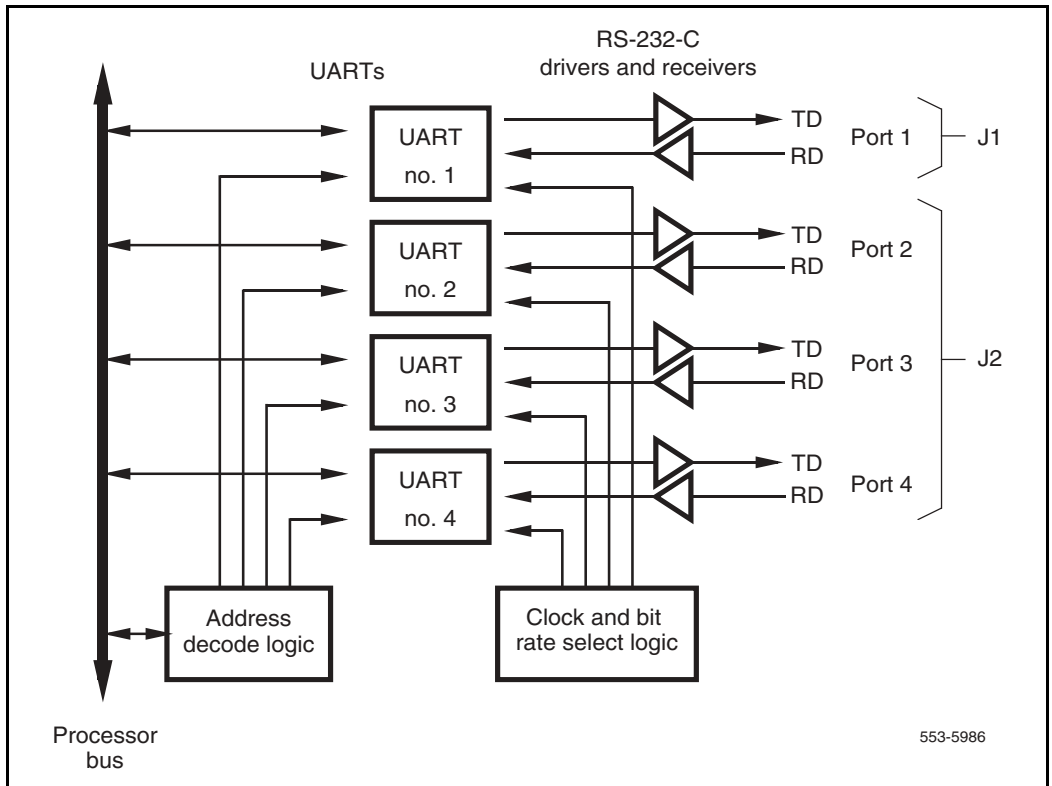 RS-232-C
drivers and receivers
UARTs
UART
no. 1
TD
RD
Port 1
J1
UART
no. 2
TD
RD
Port 2
UART
no. 3
TD
RD
Port 3
J2
UART
no. 4
TD
RD
Port 4
Address
decode logic
Clock and bit
rate select logic
Processor
bus
553-5986